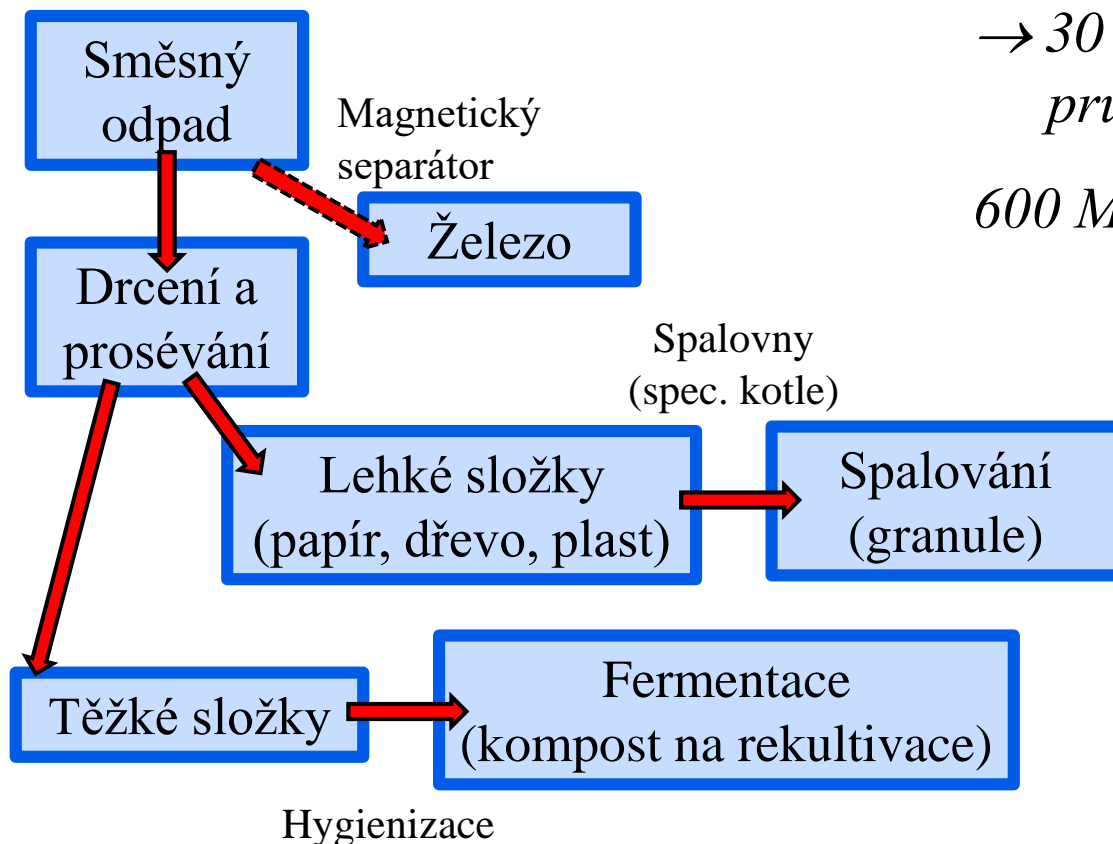 Směsný
odpad
→ 30
Magnetický
separátor
Železo
600
Drcení a
prosévání
Spalovny
(spec. kotle)
Lehké složky
(papír, dřevo, plast)
Spalování
(granule)
Těžké složky
Fermentace
(kompost na rekultivace)
Hygienizace